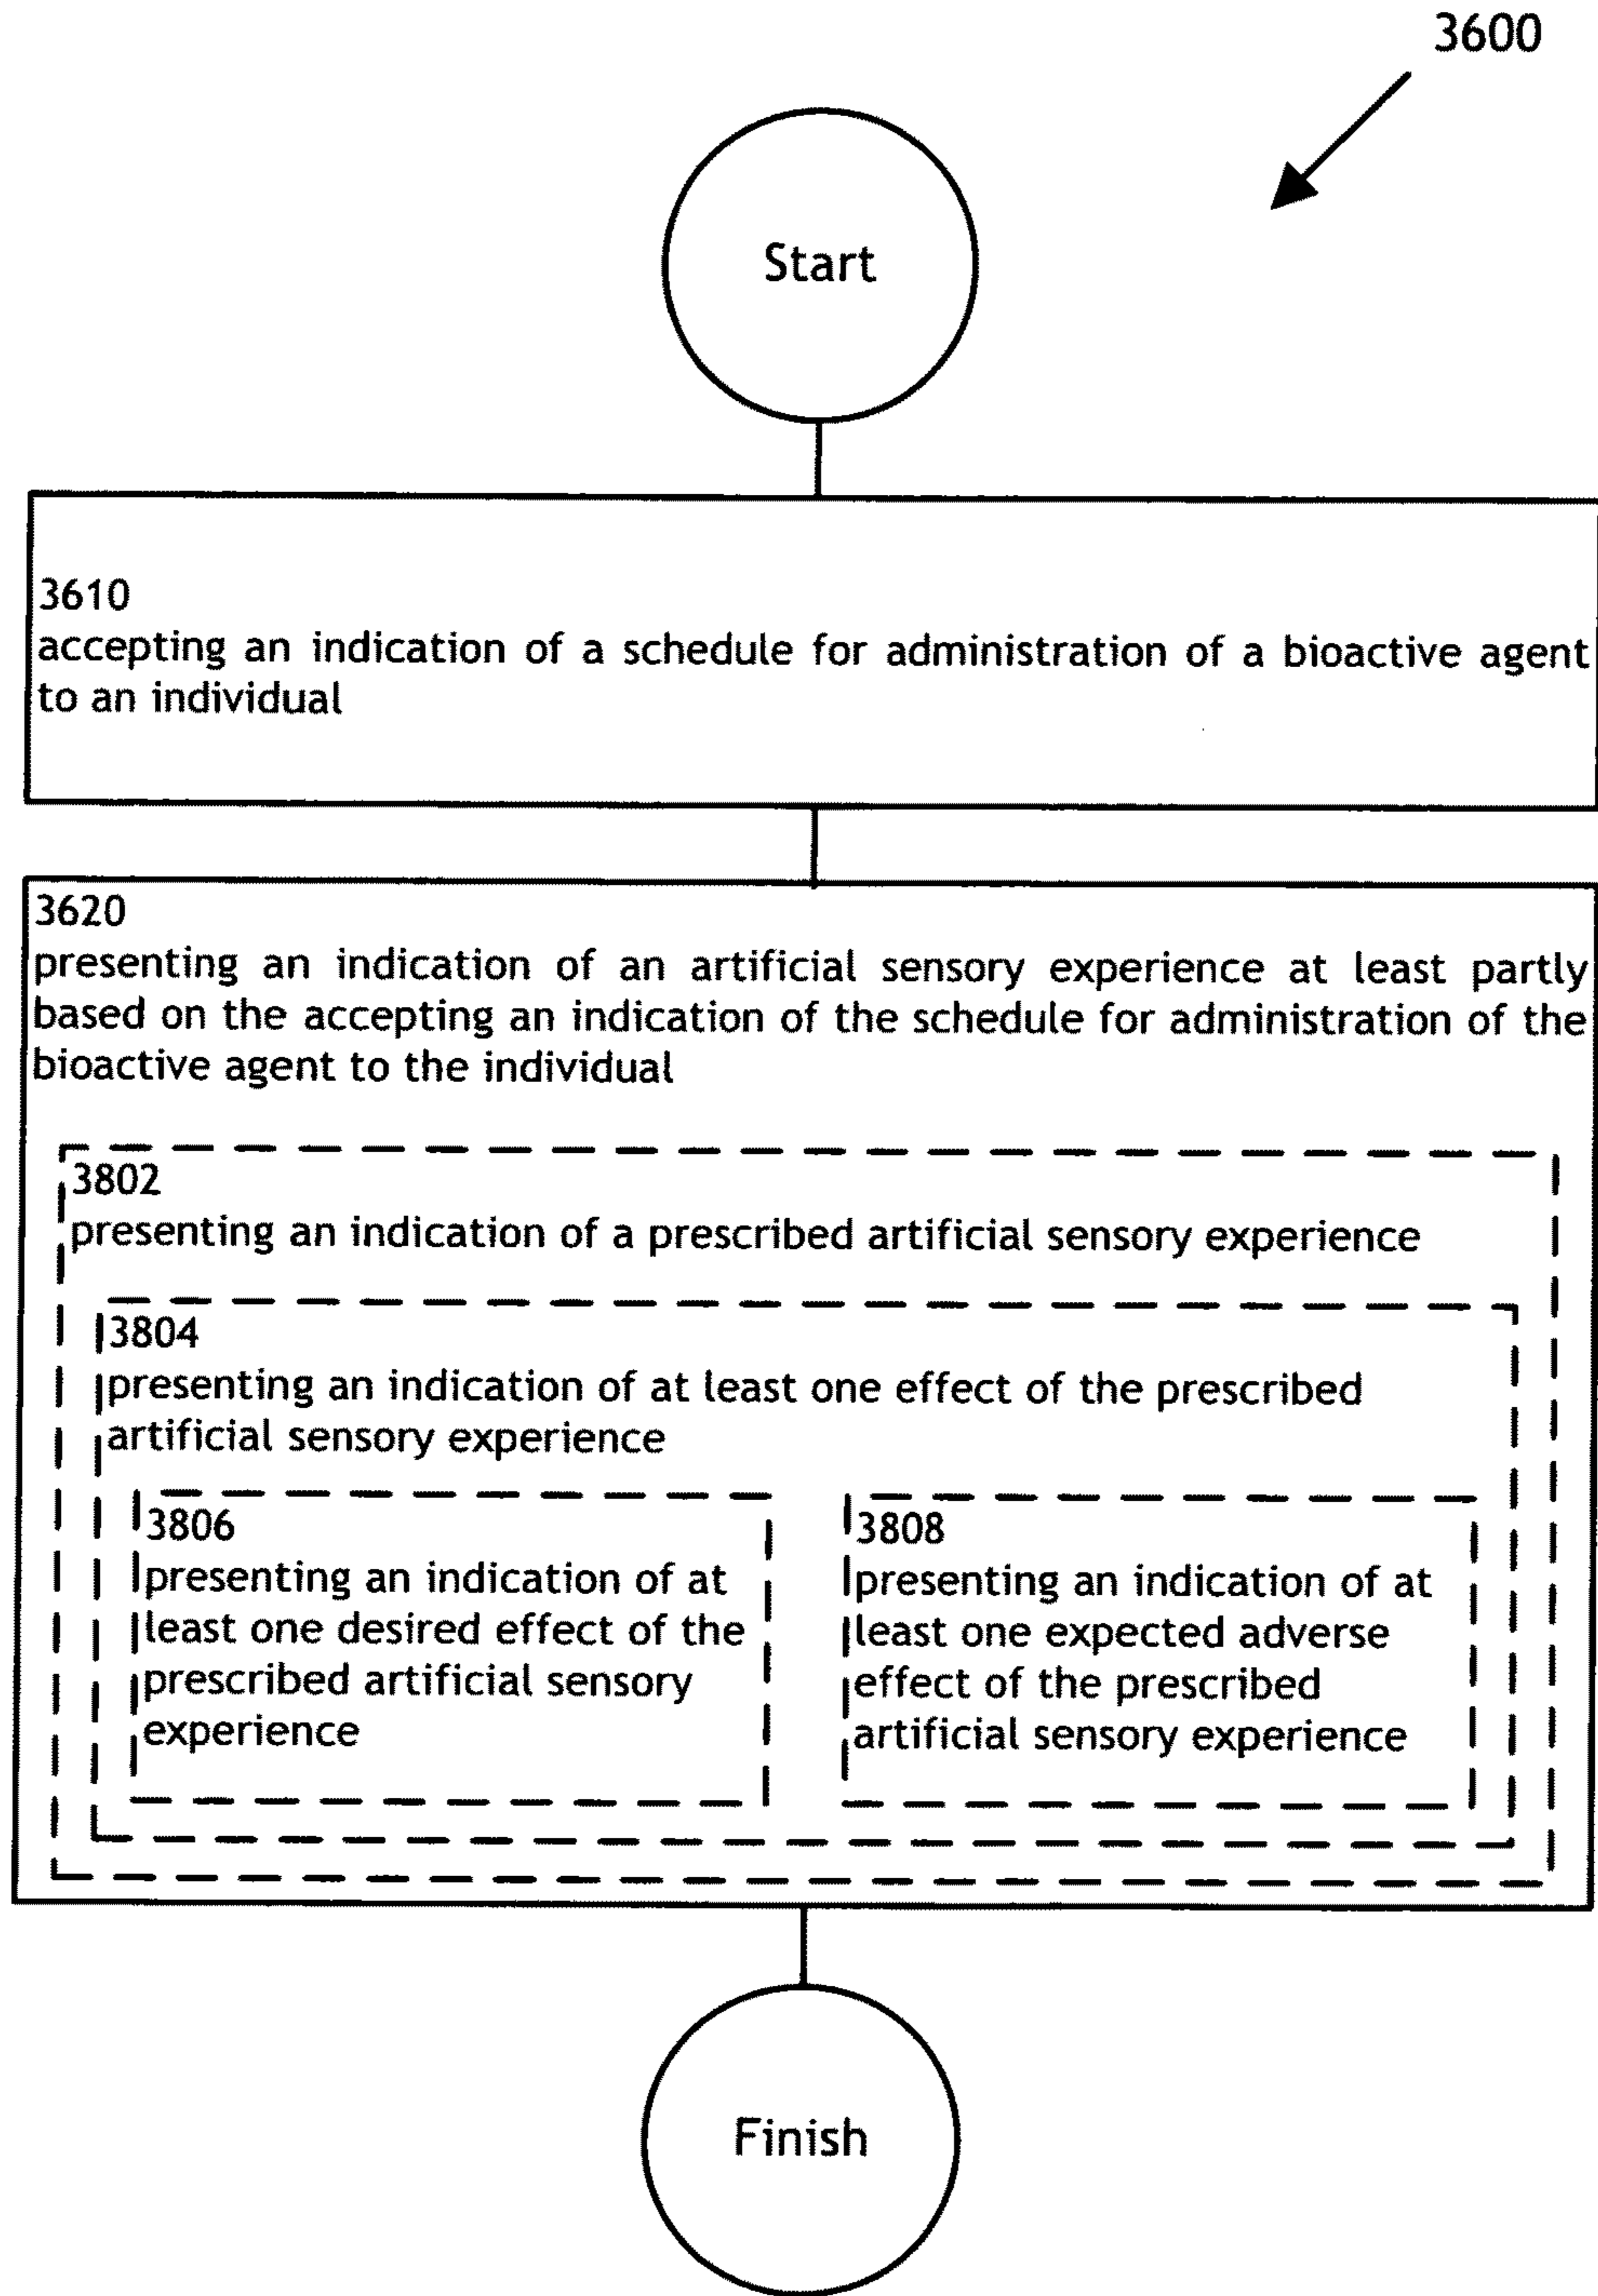 3600
Start
3610
accepting an indication of a schedule for administration of a bioactive agent
to an individual
3620
presenting an indication of an artificial sensory experience at least partly
based on the accepting an indication of the schedule for administration of the
bioactive agent to the individual
3802
presenting an indication of a prescribed artificial sensory experience
3804
presenting an indication of at least one effect of the prescribed
artificial sensory experience
3806
presenting an indication of at
least one desired effect of the
prescribed artificial sensory
experience
3808
presenting an indication of at
least one expected adverse
effect of the prescribed
artificial sensory experience
Finish